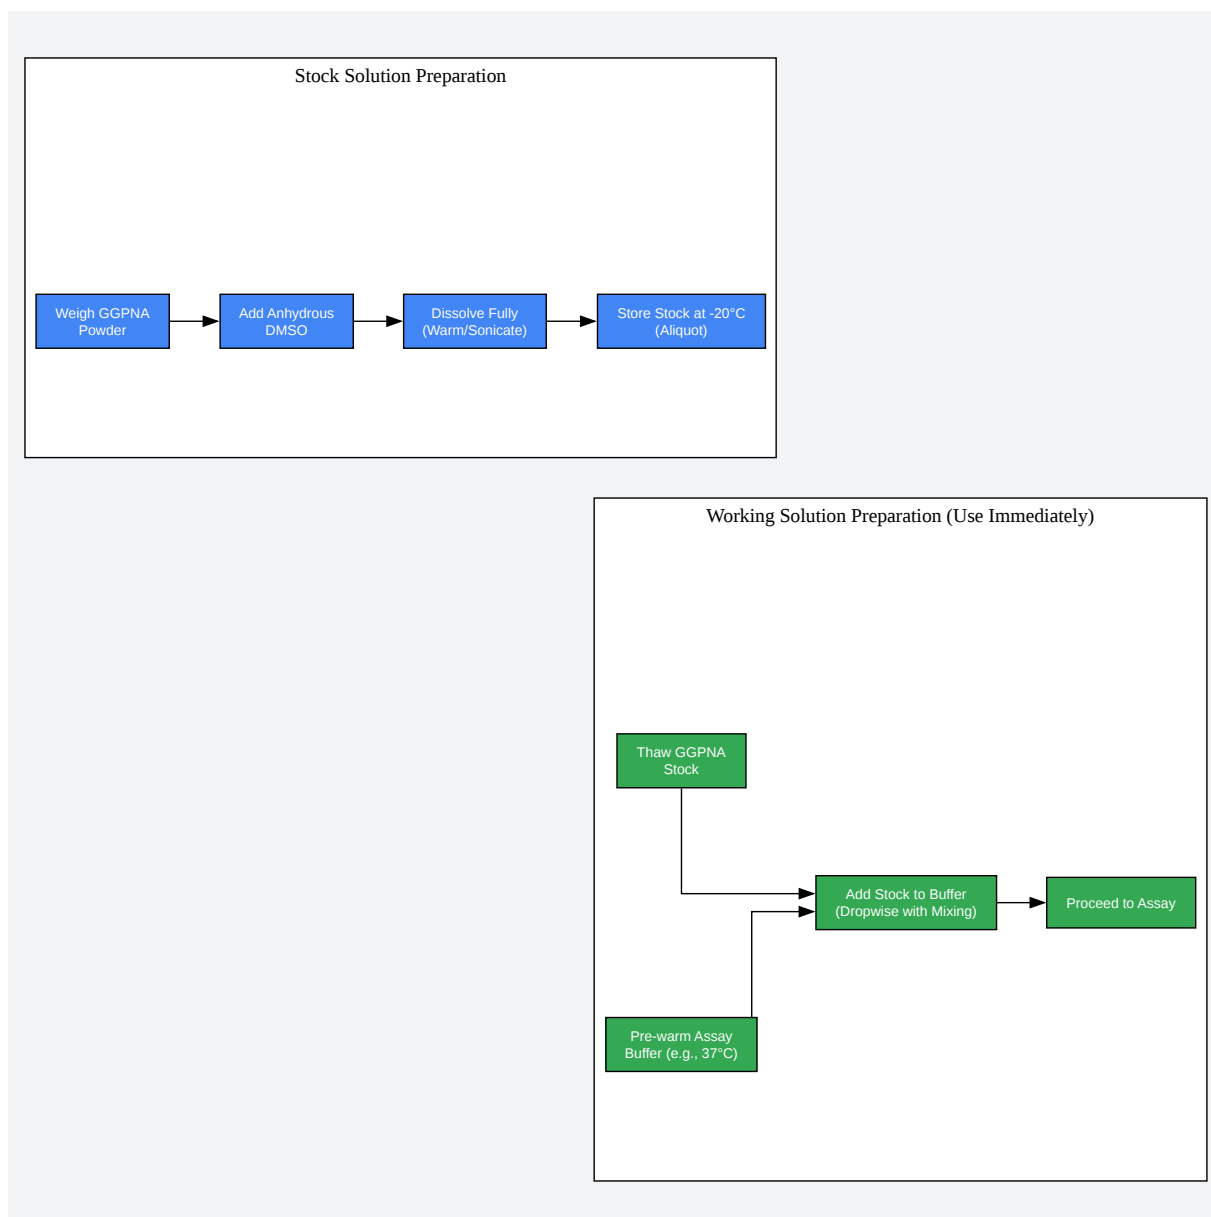 Stock Solution Preparation
Weigh GGPNA
Powder
Add Anhydrous
DMSO
Dissolve Fully
(Warm/Sonicate)
Store Stock at -20°C
(Aliquot)
Working Solution Preparation (Use Immediately)
Thaw GGPNA
Stock
Pre-warm Assay
Buffer (e.g., 37°C)
Add Stock to Buffer
(Dropwise with Mixing)
Proceed to Assay